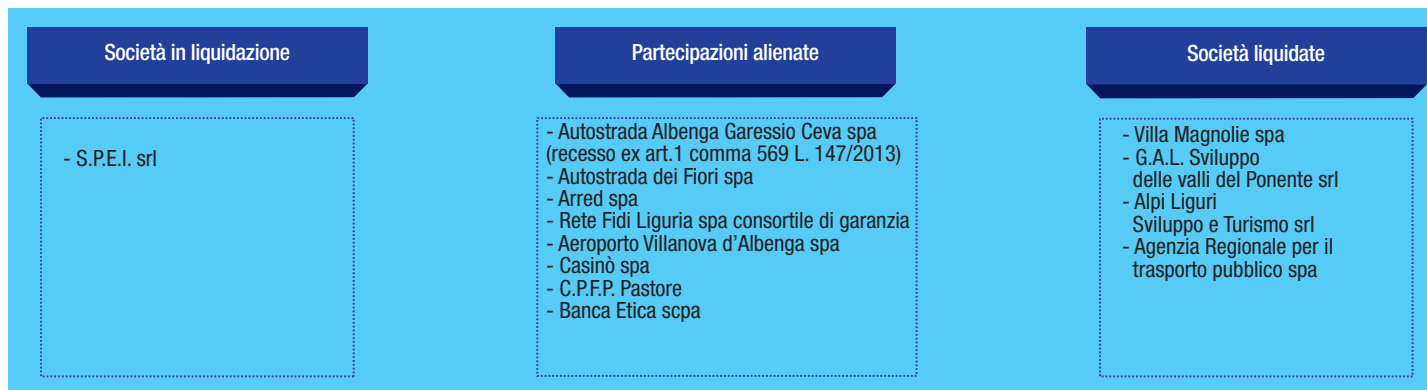 Società in liquidazione
- S.P.E.I. srl
Partecipazioni alienate
- Autostrada Albenga Garessio Ceva spa
(recesso ex art.1 comma 569 L. 147/2013)
- Autostrada dei Fiori spa
- Arred spa
- Rete Fidi Liguria spa consortile di garanzia
- Aeroporto Villanova d'Albenga spa
- Casinò spa
- C.P.F.P. Pastore
- Banca Etica scpa
Società liquidate
- Villa Magnolie spa
- G.A.L. Sviluppo
delle valli del Ponente srl
- Alpi Liguri
Sviluppo e Turismo srl
- Agenzia Regionale per il
trasporto pubblico spa